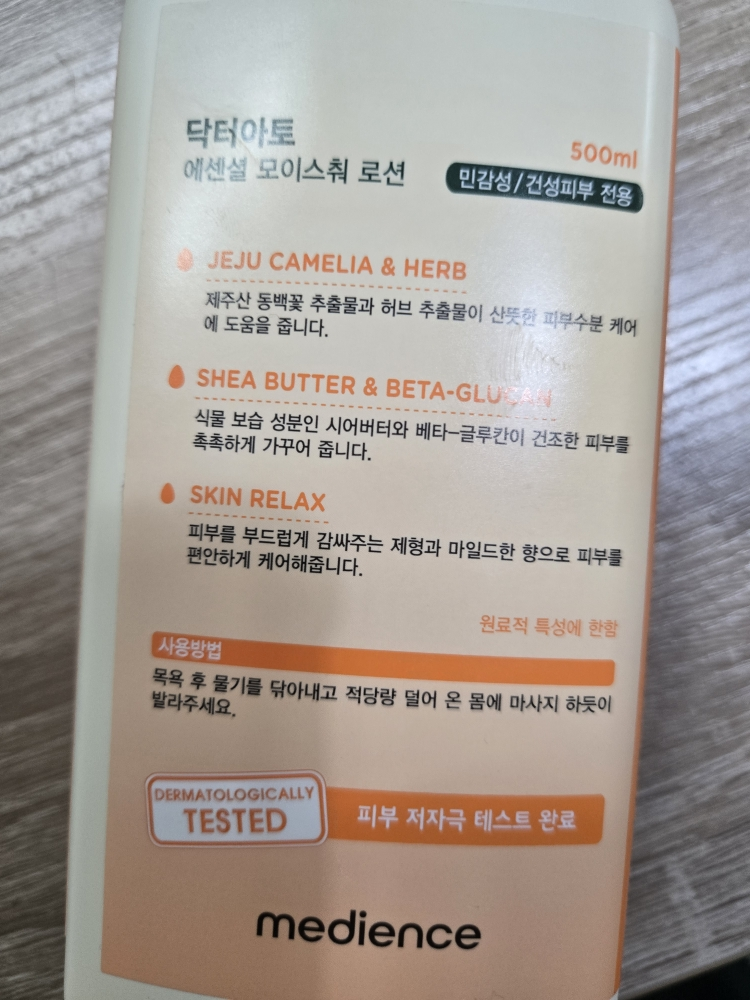 닥터아토
에센셜 모이스춰 로션
500ml
민감성/건성피부 전용
JEJU CAMELIA & HERB
제주산 동백꽃 추출물과 허브 추출물이 산뜻한 피부수분 케어
에 도움을 줍니다.
SHEA BUTTER & BETA-GLUCAN
식물 보습 성분인 시어버터와 베타-글루칸이 건조한 피부를
촉촉하게 가꾸어 줍니다.
SKIN RELAX
피부를 부드럽게 감싸주는 제형과 마일드한 향으로 피부를
편안하게 케어해줍니다.
원료적 특성에 한함
사용방법
목욕 후 물기를 닦아내고 적당량 덜어 온 몸에 마사지 하듯이
발라주세요.
DERMATOLOGICALLY
TESTED
피부 저자극 테스트 완료
medience